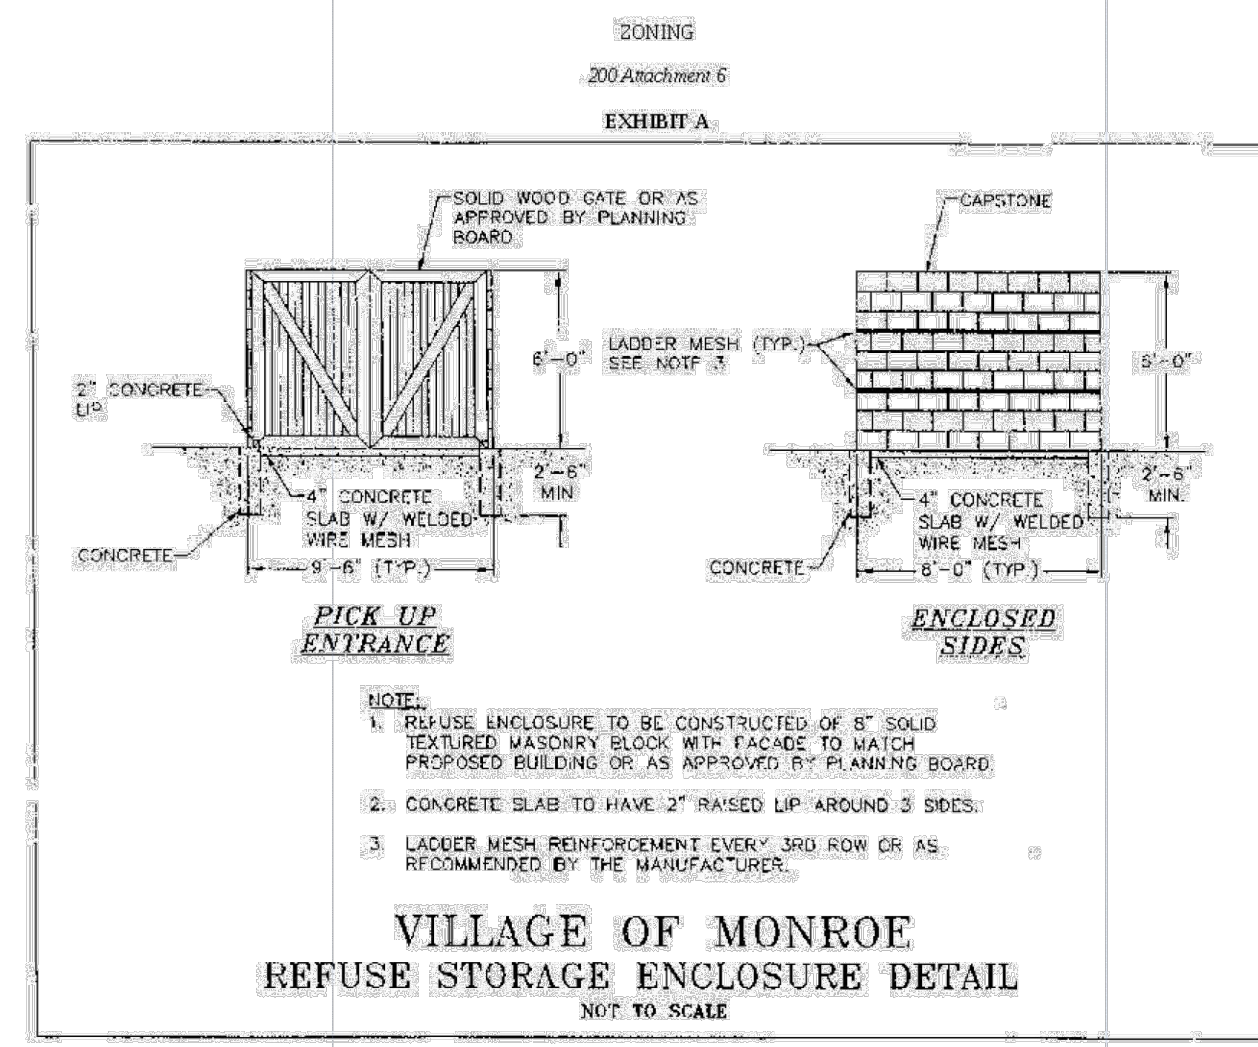 ZONING
200 Attachment 6
EXHIBIT A
SOLID WOOD GATE OR AS
APPROVED BY PLANNING
BOARD
CAPSTONE
6'-0"
LADDER MESH (TYP.)
SEE NOTE 3
6'-0"
2" CONCRETE
LIP
2'-6"
MIN
2'-6"
MIN.
4" CONCRETE
SLAB W/ WELDED
WIRE MESH
4" CONCRETE
SLAB W/ WELDED
WIRE MESH
CONCRETE
CONCRETE
9'-6" (TYP.)
8'-0" (TYP.)
PICK UP
ENTRANCE
ENCLOSED
SIDES
NOTE:
1. REFUSE ENCLOSURE TO BE CONSTRUCTED OF 8" SOLID
TEXTURED MASONRY BLOCK WITH FACADE TO MATCH
PROPOSED BUILDING OR AS APPROVED BY PLANNING BOARD.
2. CONCRETE SLAB TO HAVE 2" RAISED LIP AROUND 3 SIDES.
3. LADDER MESH REINFORCEMENT EVERY 3RD ROW OR AS
RECOMMENDED BY THE MANUFACTURER.
VILLAGE OF MONROE
REFUSE STORAGE ENCLOSURE DETAIL
NOT TO SCALE